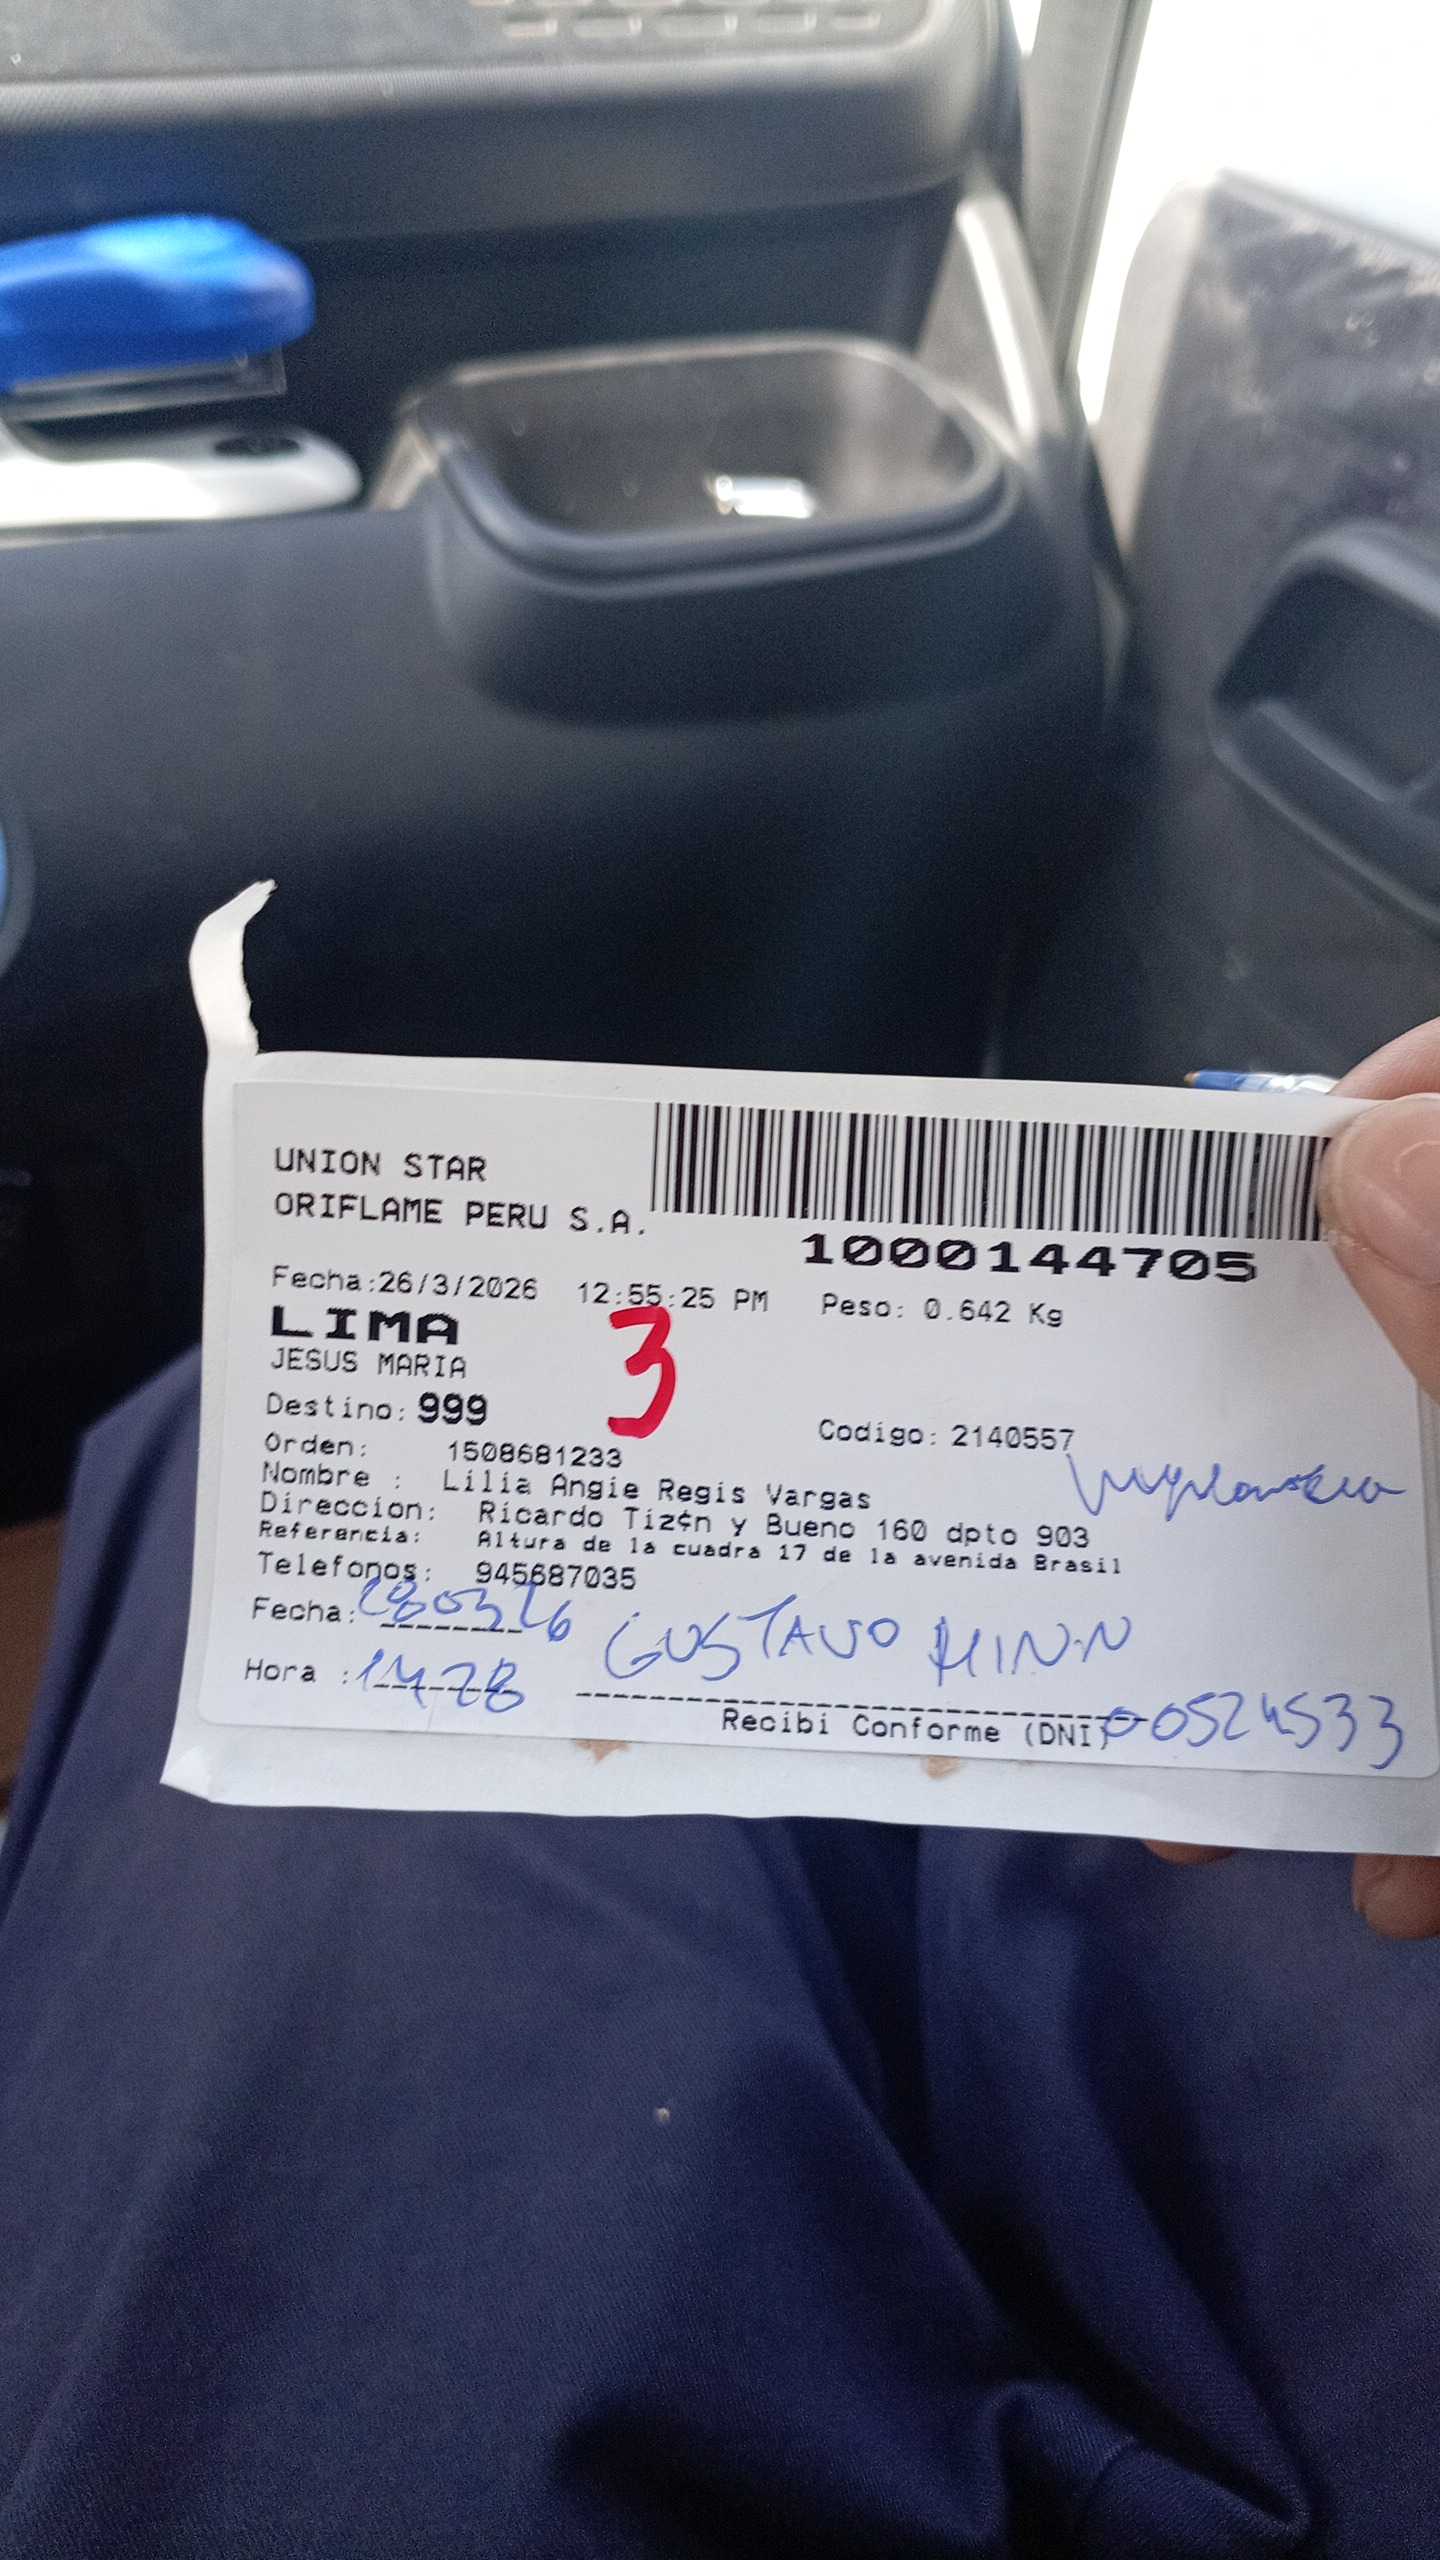 UNION STAR
ORIFLAME PERU S.A.
1000144705
Fecha:26/3/2026 12:55:25 PM Peso: 0.642 Kg
LIMA
3
JESUS MARIA
Destino: 999
Codigo: 2140557
Orden: 1508681233
Nombre : Lilia Angie Regis Vargas
Direccion: Ricardo Tiz¢n y Bueno 160 dpto 903
Referencia: Altura de la cuadra 17 de la avenida Brasil
Telefonos: 945687035
Fecha: 280326 GUSTAVO
Hora : 1428
Recibi Conforme (DNI) 00524533